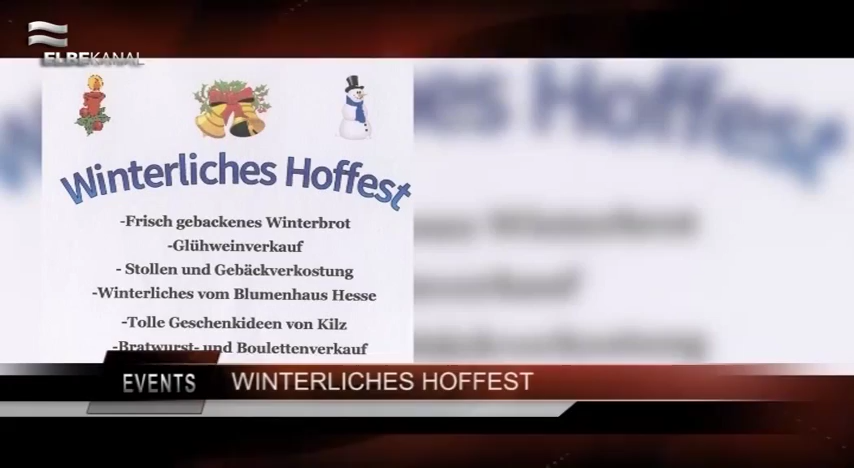 ELBEKANAL
Winterliches Hoffest
-Frisch gebackenes Winterbrot
-Glühweinverkauf
- Stollen und Gebäckverkostung
-Winterliches vom Blumenhaus Hesse
-Tolle Geschenkideen von Kilz
-Bratwurst- und Boulettenverkauf
EVENTS WINTERLICHES HOFFEST